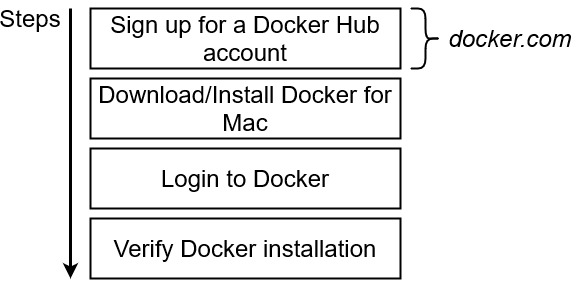 Steps
Sign up for a Docker Hub
account
docker.com
Download/Install Docker for
Mac
Login to Docker
Verify Docker installation